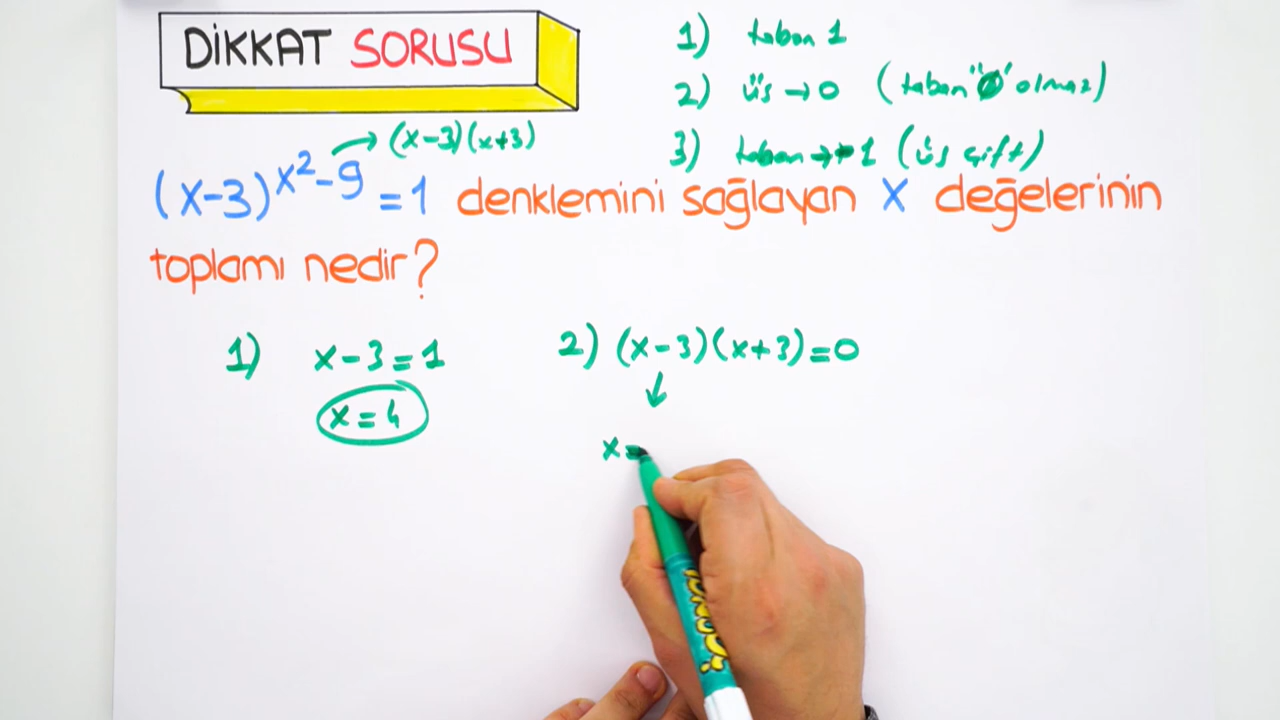 DİKKAT SORUSU
1) taban 1
2) üs → 0 (taban "0" olmaz)
3) taban → -1 (üs çift)
→ (x-3)(x+3)
(x-3)^x²-9 = 1 denklemini sağlayan x değelerinin
toplamı nedir?
1) x-3=1
x=4
2) (x-3)(x+3)=0
↓
x=